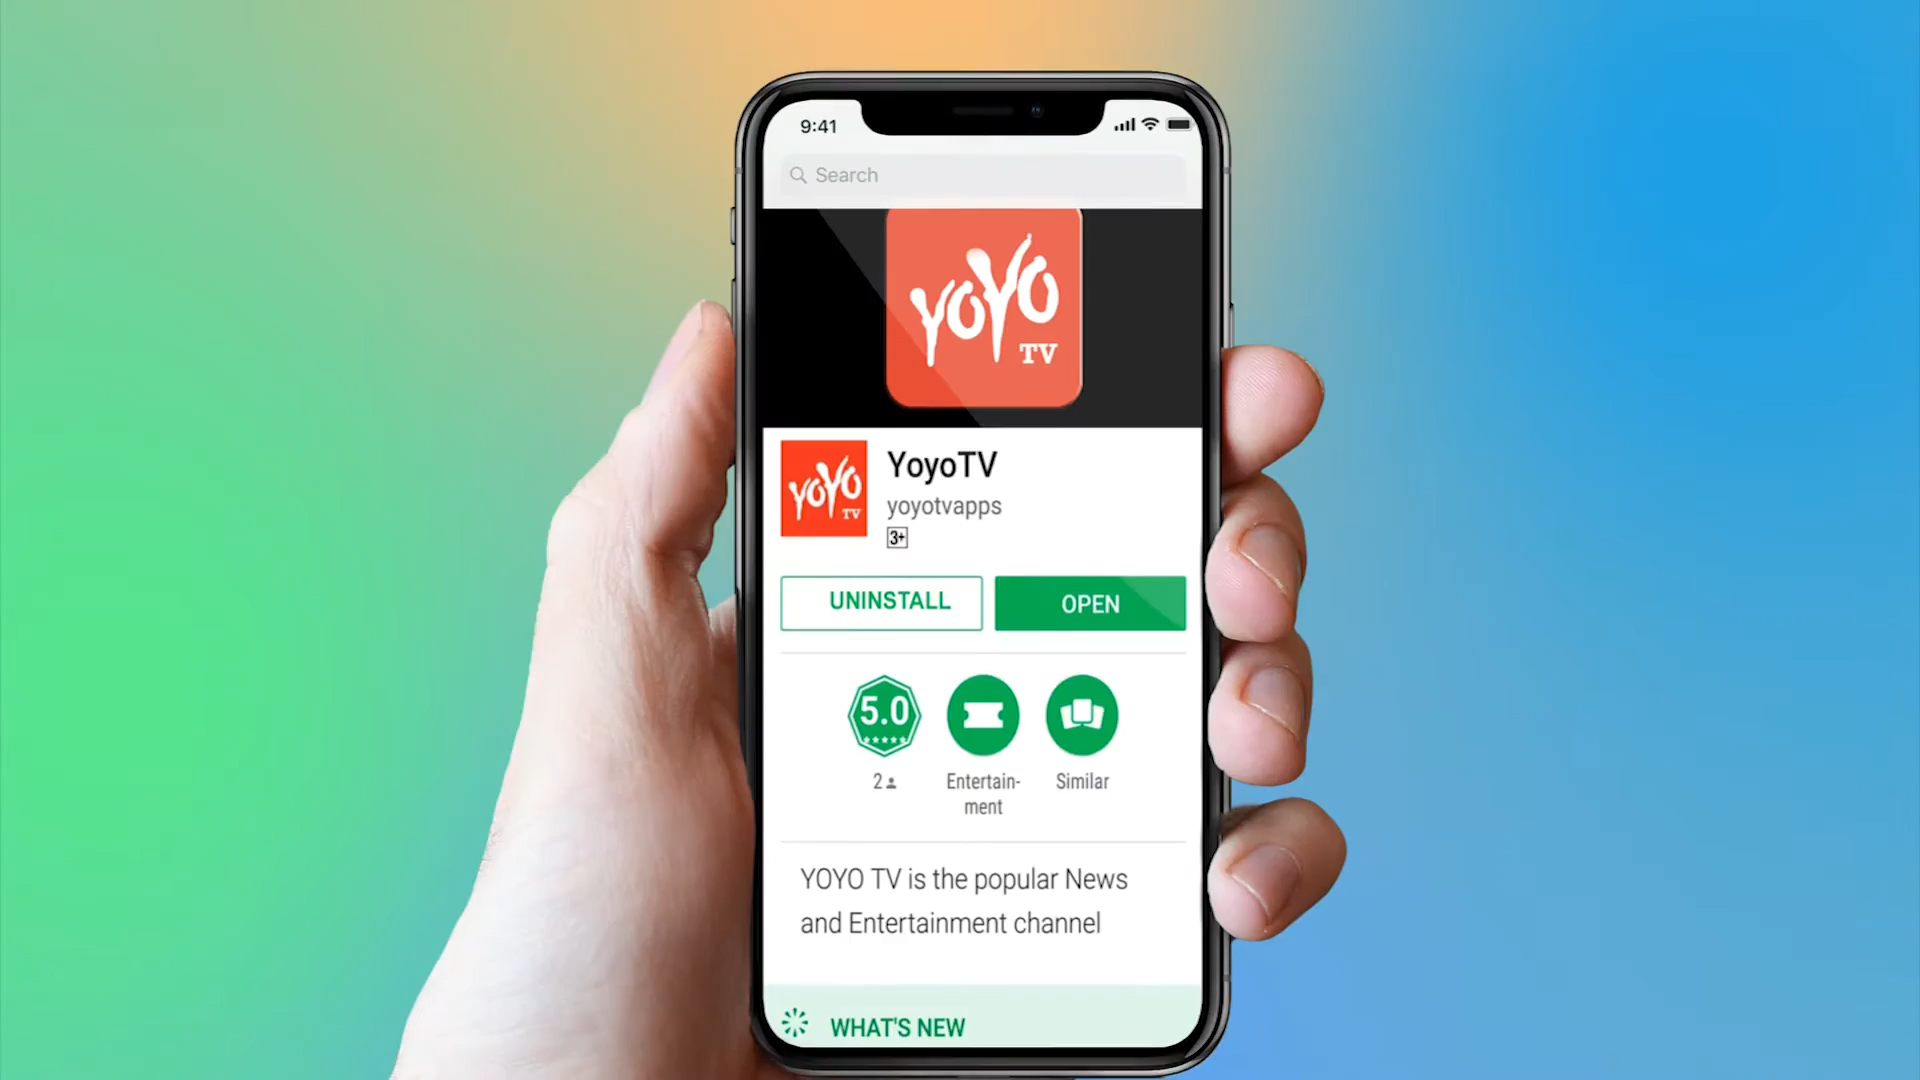 9:41
Search
YOYO
TV
YOYO
TV
YoyoTV
yoyotvapps
3+
UNINSTALL
OPEN
5.0
2
Entertain-
ment
Similar
YOYO TV is the popular News
and Entertainment channel
WHAT'S NEW